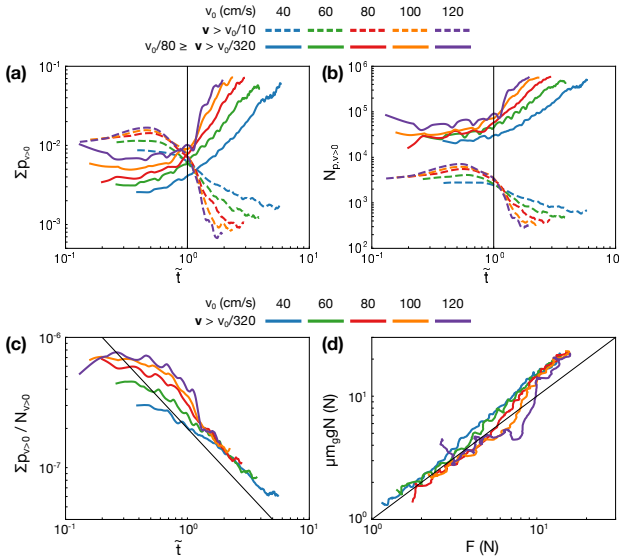 v₀ (cm/s) 40 60 80 100 120
v > v₀/10
v₀/80 ≥ v > v₀/320
(a)
10⁻¹
10⁻²
10⁻³
Σp_{v>0}
10⁻¹ 10⁰ 10¹
t̃
(b)
10⁶
10⁵
10⁴
10³
10²
N_{p,v>0}
10⁻¹ 10⁰ 10¹
t̃
v₀ (cm/s) 40 60 80 100 120
v > v₀/320
(c)
10⁻⁶
10⁻⁷
Σp_{v>0} / N_{v>0}
10⁻¹ 10⁰ 10¹
t̃
(d)
10¹
10⁰
μm_g gN (N)
10⁰ 10¹
F (N)